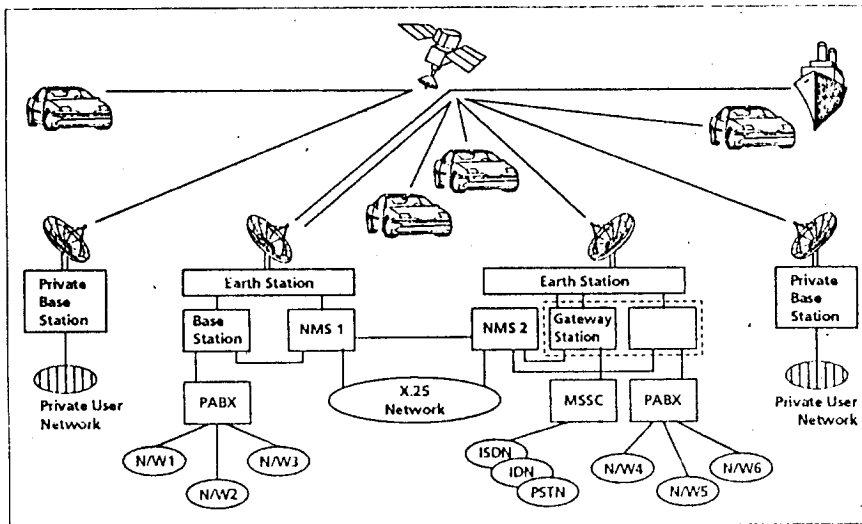 Earth Station
Earth Station
Private
Base
Station
Base
Station
NMS 1
NMS 2
Gateway
Station
Private
Base
Station
Private User
Network
PABX
X.25
Network
MSSC
PABX
Private User
Network
N/W1
N/W2
N/W3
ISDN
IDN
PSTN
N/W4
N/W5
N/W6